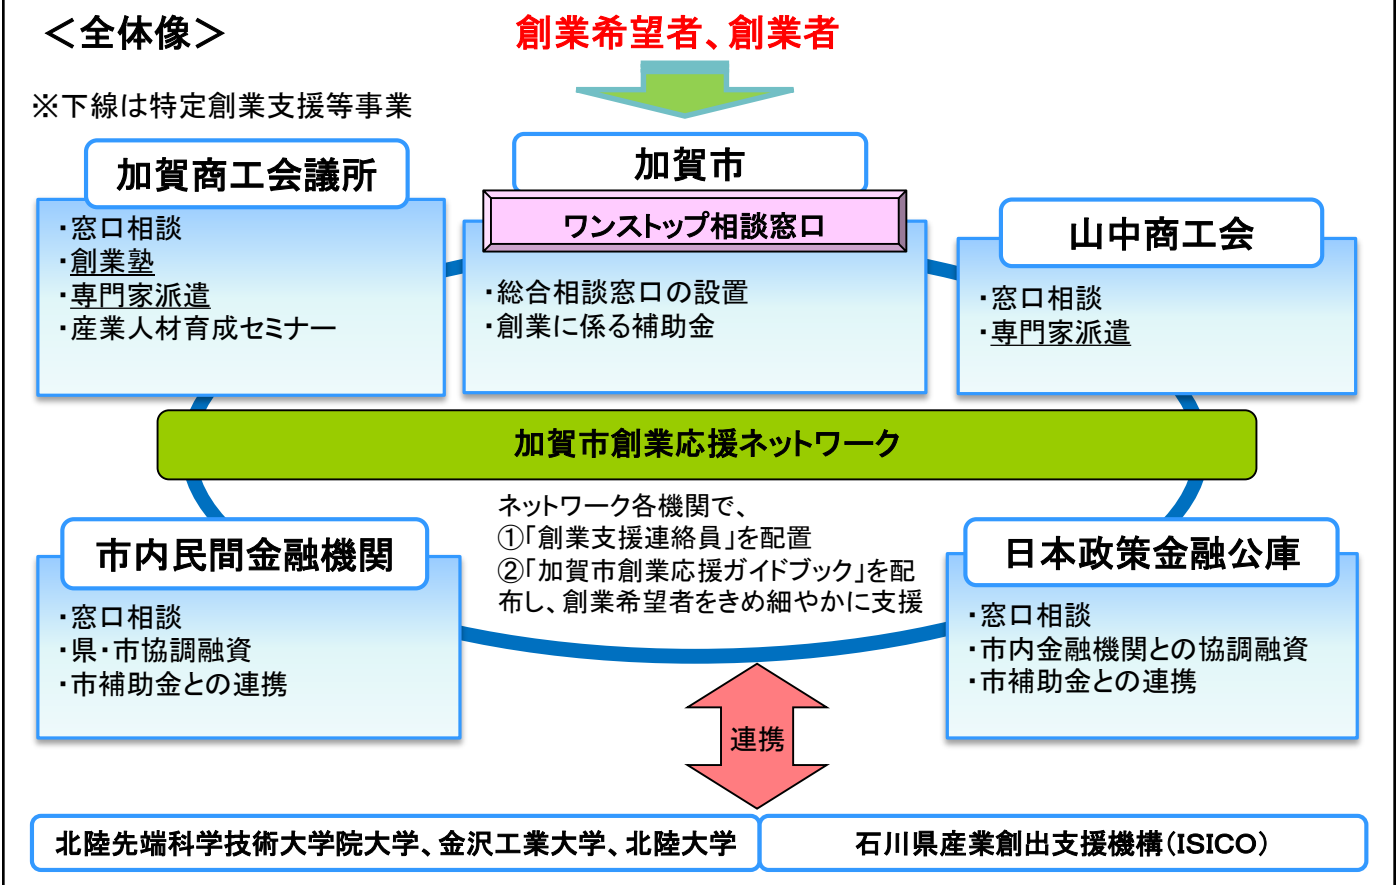 ＜全体像＞
創業希望者、創業者
※下線は特定創業支援等事業
加賀商工会議所
・窓口相談
・創業塾
・専門家派遣
・産業人材育成セミナー
加賀市
ワンストップ相談窓口
・総合相談窓口の設置
・創業に係る補助金
山中商工会
・窓口相談
・専門家派遣
加賀市創業応援ネットワーク
ネットワーク各機関で、
①「創業支援連絡員」を配置
②「加賀市創業応援ガイドブック」を配
布し、創業希望者をきめ細やかに支援
市内民間金融機関
・窓口相談
・県・市協調融資
・市補助金との連携
日本政策金融公庫
・窓口相談
・市内金融機関との協調融資
・市補助金との連携
連携
北陸先端科学技術大学院大学、金沢工業大学、北陸大学
石川県産業創出支援機構（ISICO）